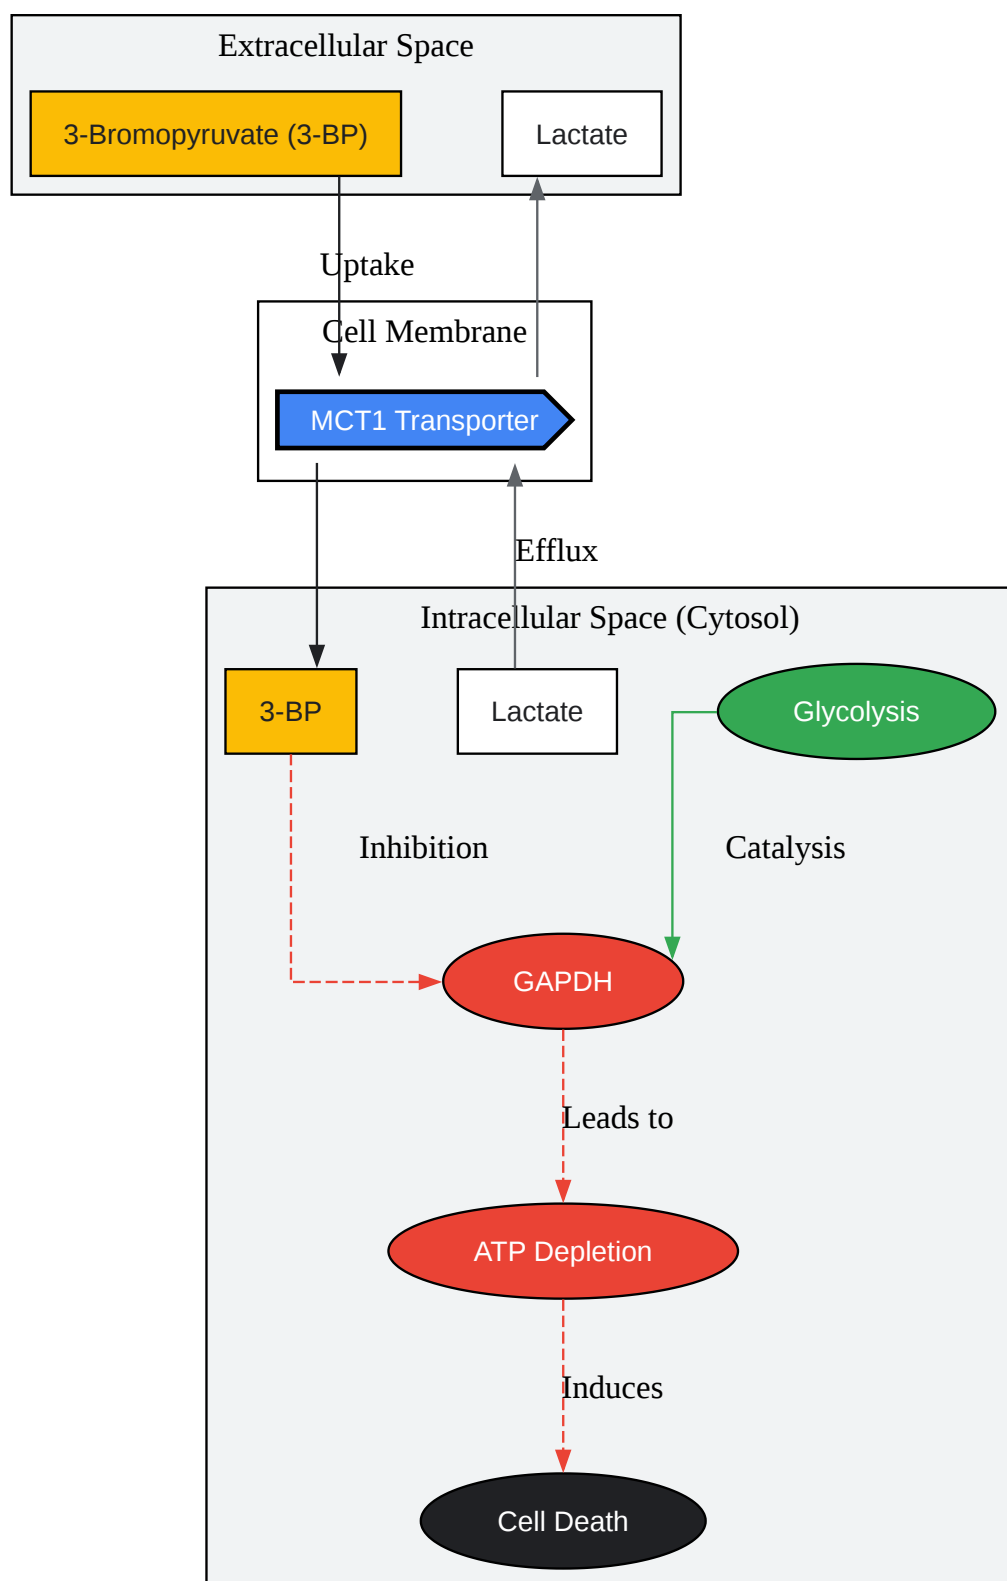 Extracellular Space
3-Bromopyruvate (3-BP)
Lactate
Uptake
Cell Membrane
MCT1 Transporter
Efflux
Intracellular Space (Cytosol)
3-BP
Lactate
Glycolysis
Inhibition
Catalysis
GAPDH
Leads to
ATP Depletion
Induces
Cell Death